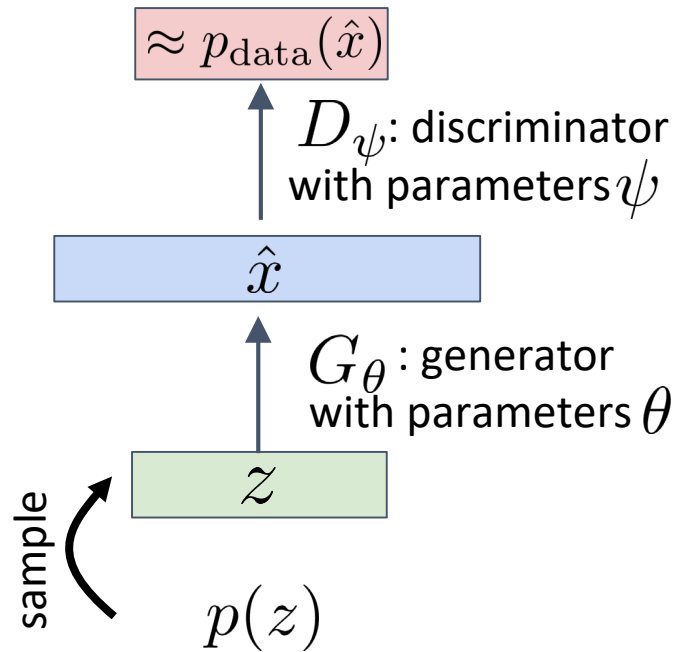 ≈ p_data(x̂)
D_ψ: discriminator
with parameters ψ
x̂
G_θ : generator
with parameters θ
z
sample
p(z)